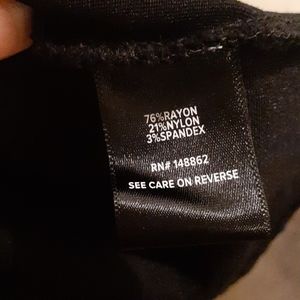 76%RAYON
21%NYLON
3%SPANDEX
RN# 148862
SEE CARE ON REVERSE